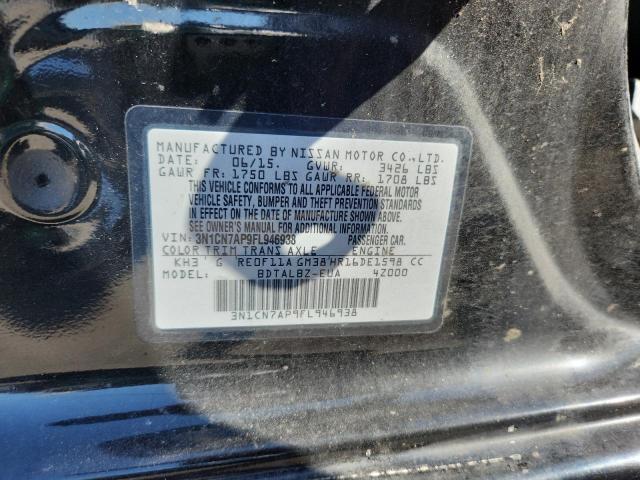 MANUFACTURED BY NISSAN MOTOR CO.,LTD.
DATE: 06/15. GVWR: 3426 LBS
GAWR FR: 1750 LBS GAWR RR: 1708 LBS
THIS VEHICLE CONFORMS TO ALL APPLICABLE FEDERAL MOTOR
VEHICLE SAFETY, BUMPER, AND THEFT PREVENTION STANDARDS
IN EFFECT ON THE DATE OF MANUFACTURE SHOWN ABOVE.
SEE OWNER'S MANUAL FOR ADDITIONAL INFORMATION.
VIN: 3N1CN7AP9FL946938 PASSENGER CAR.
COLOR TRIM TRANS AXLE ENGINE
KH3 G RE0F11A GM38 HR16DE1598 CC
MODEL: BDTALBZ-EUA 4Z000
3N1CN7AP9FL946938